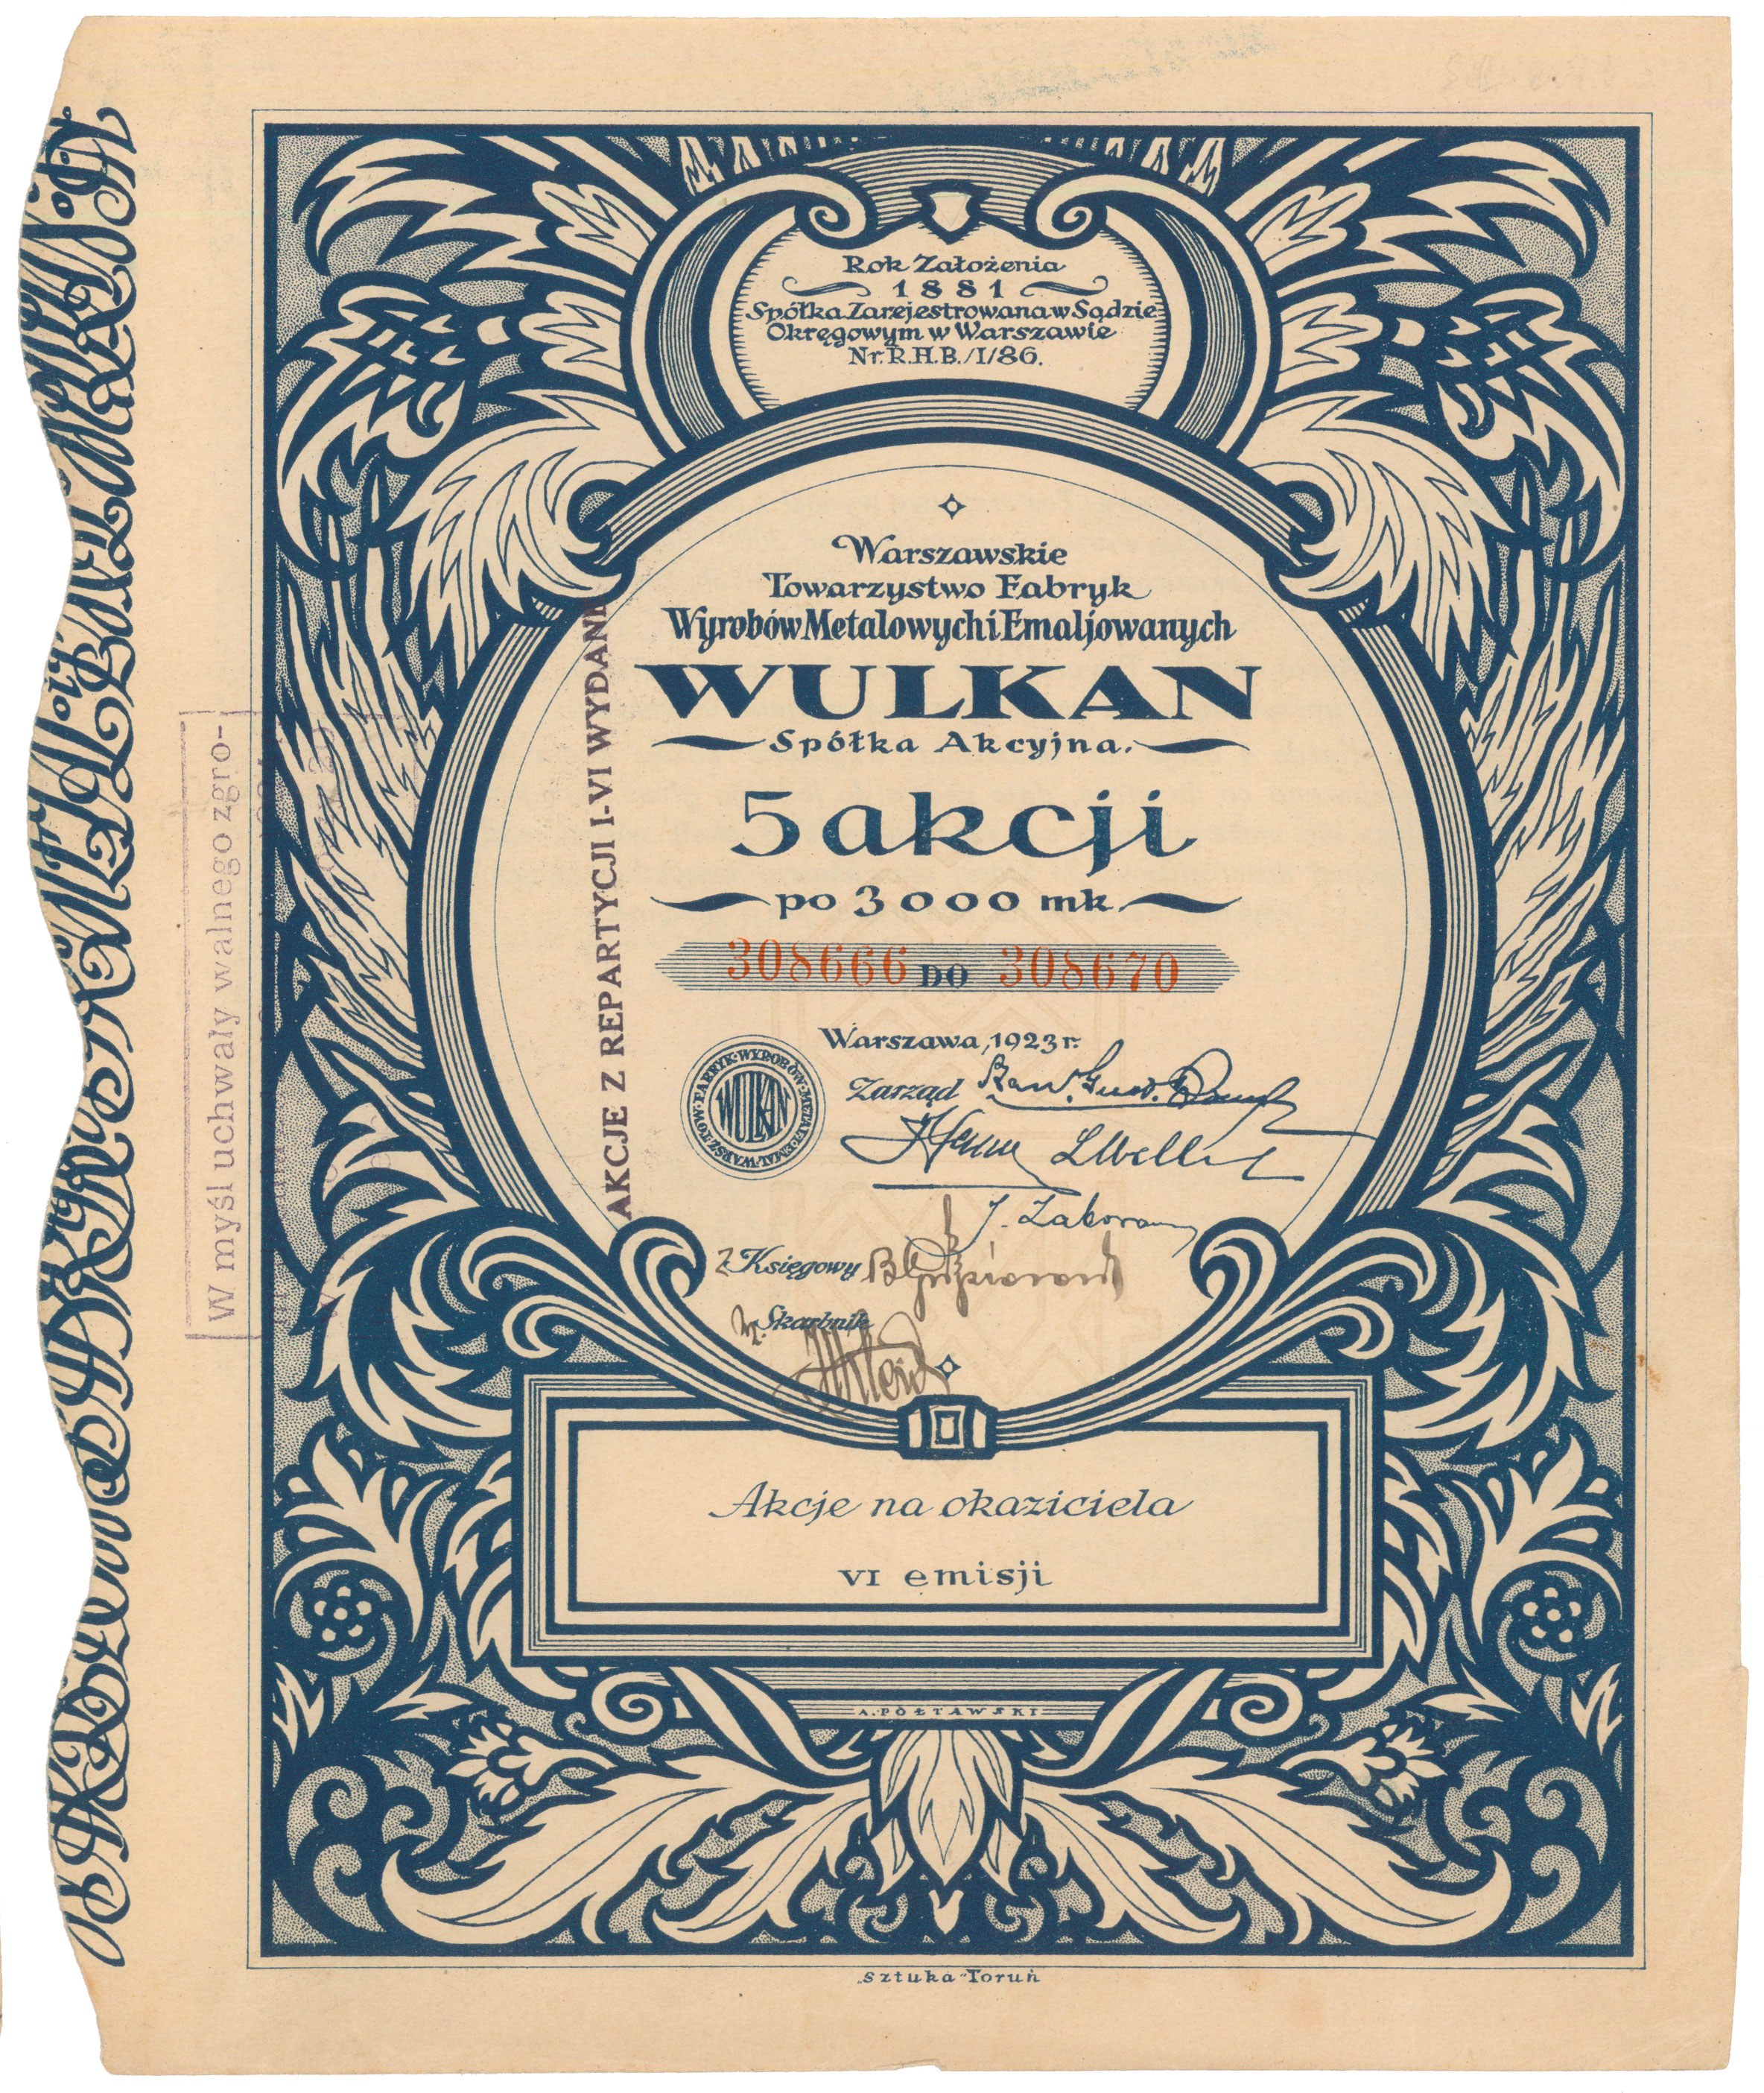 Rok Założenia
1881
Spółka Zarejestrowana w Sądzie
Okręgowym w Warszawie
Nr. R.H.B./I/86.
Warszawskie
Towarzystwo Fabryk
Wyrobów Metalowych i Emaljowanych
WULKAN
Spółka Akcyjna.
5 akcji
po 3000 mk.
308666 DO 308670
Warszawa, 1923 r.
Zarząd
WULKAN
Z Księgowy
Skarbnik
Akcje na okaziciela
VI emisji
A. PÓŁTAWSKI
„Sztuka" Toruń
AKCJE Z REPARTYCJI I-VI WYDANE
W myśl uchwały walnego zgro-